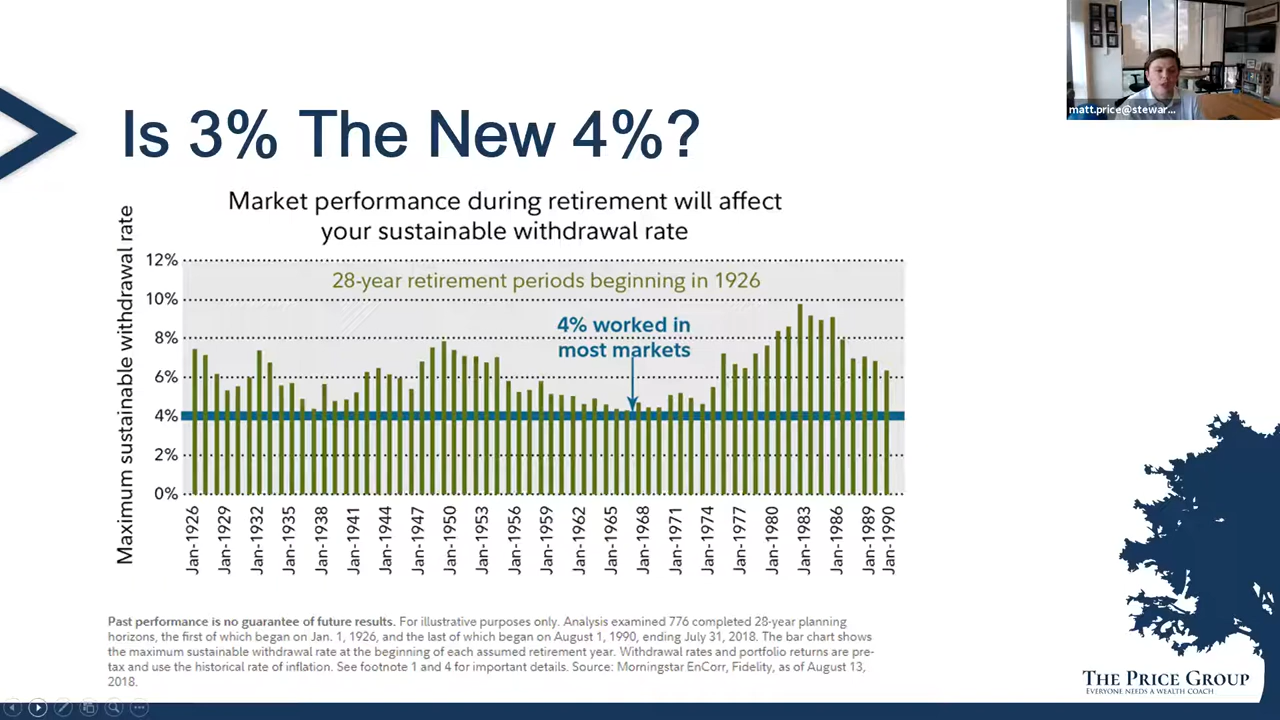 matt.price@stewar...
Is 3% The New 4%?
Market performance during retirement will affect
your sustainable withdrawal rate
Maximum sustainable withdrawal rate
12%
10%
8%
6%
4%
2%
0%
28-year retirement periods beginning in 1926
4% worked in
most markets
Jan-1926
Jan-1929
Jan-1932
Jan-1935
Jan-1938
Jan-1941
Jan-1944
Jan-1947
Jan-1950
Jan-1953
Jan-1956
Jan-1959
Jan-1962
Jan-1965
Jan-1968
Jan-1971
Jan-1974
Jan-1977
Jan-1980
Jan-1983
Jan-1986
Jan-1989
Jan-1990
Past performance is no guarantee of future results. For illustrative purposes only. Analysis examined 776 completed 28-year planning
horizons, the first of which began on Jan. 1, 1926, and the last of which began on August 1, 1990, ending July 31, 2018. The bar chart shows
the maximum sustainable withdrawal rate at the beginning of each assumed retirement year. Withdrawal rates and portfolio returns are pre-
tax and use the historical rate of inflation. See footnote 1 and 4 for important details. Source: Morningstar EnCorr, Fidelity, as of August 13,
2018.
THE PRICE GROUP
EVERYONE NEEDS A WEALTH COACH